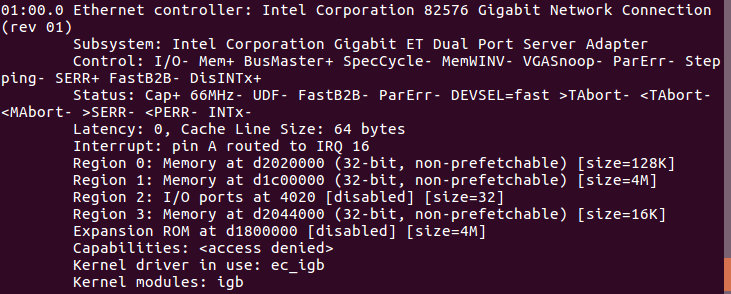 01:00.0 Ethernet controller: Intel Corporation 82576 Gigabit Network Connection
(rev 01)
Subsystem: Intel Corporation Gigabit ET Dual Port Server Adapter
Control: I/O- Mem+ BusMaster+ SpecCycle- MemWINV- VGASnoop- ParErr- Step
ping- SERR+ FastB2B- DisINTx+
Status: Cap+ 66MHz- UDF- FastB2B- ParErr- DEVSEL=fast >TAbort- <TAbort-
<MAbort- >SERR- <PERR- INTx-
Latency: 0, Cache Line Size: 64 bytes
Interrupt: pin A routed to IRQ 16
Region 0: Memory at d2020000 (32-bit, non-prefetchable) [size=128K]
Region 1: Memory at d1c00000 (32-bit, non-prefetchable) [size=4M]
Region 2: I/O ports at 4020 [disabled] [size=32]
Region 3: Memory at d2044000 (32-bit, non-prefetchable) [size=16K]
Expansion ROM at d1800000 [disabled] [size=4M]
Capabilities: <access denied>
Kernel driver in use: ec_igb
Kernel modules: igb